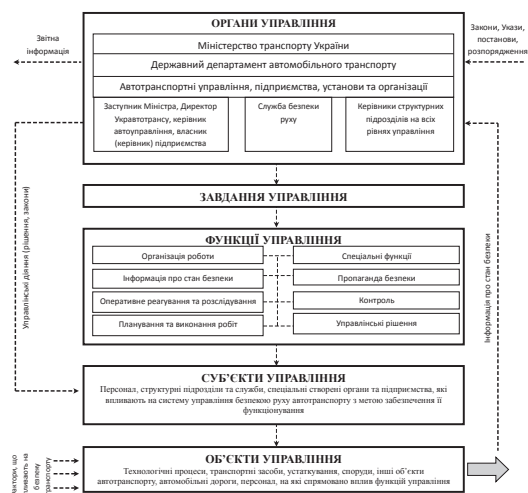 ОРГАНИ УПРАВЛІННЯ
Міністерство транспорту України
Державний департамент автомобільного транспорту
Автотранспортні управління, підприємства, установи та організації
Заступник Міністра, Директор
Укравтотрансу, керівник
автоуправління, власник
(керівник) підприємства
Служба безпеки
руху
Керівники структурних
підрозділів на всіх
рівнях управління
Звітна
інформація
Закони, Укази,
постанови,
розпорядження
ЗАВДАННЯ УПРАВЛІННЯ
ФУНКЦІЇ УПРАВЛІННЯ
Організація роботи
Спеціальні функції
Інформація про стан безпеки
Пропаганда безпеки
Оперативне реагування та розслідування
Контроль
Планування та виконання робіт
Управлінські рішення
Управлінські діяння (рішення, закони)
Інформація про стан безпеки
СУБ’ЄКТИ УПРАВЛІННЯ
Персонал, структурні підрозділи та служби, спеціальні створені органи та підприємства, які
впливають на систему управління безпекою руху автотранспорту з метою забезпечення її
функціонування
ОБ’ЄКТИ УПРАВЛІННЯ
Технологічні процеси, транспортні засоби, устаткування, споруди, інші об’єкти
автотранспорту, автомобільні дороги, персонал, на які спрямовано вплив функцій управління
що
на
безпеку
транспорту